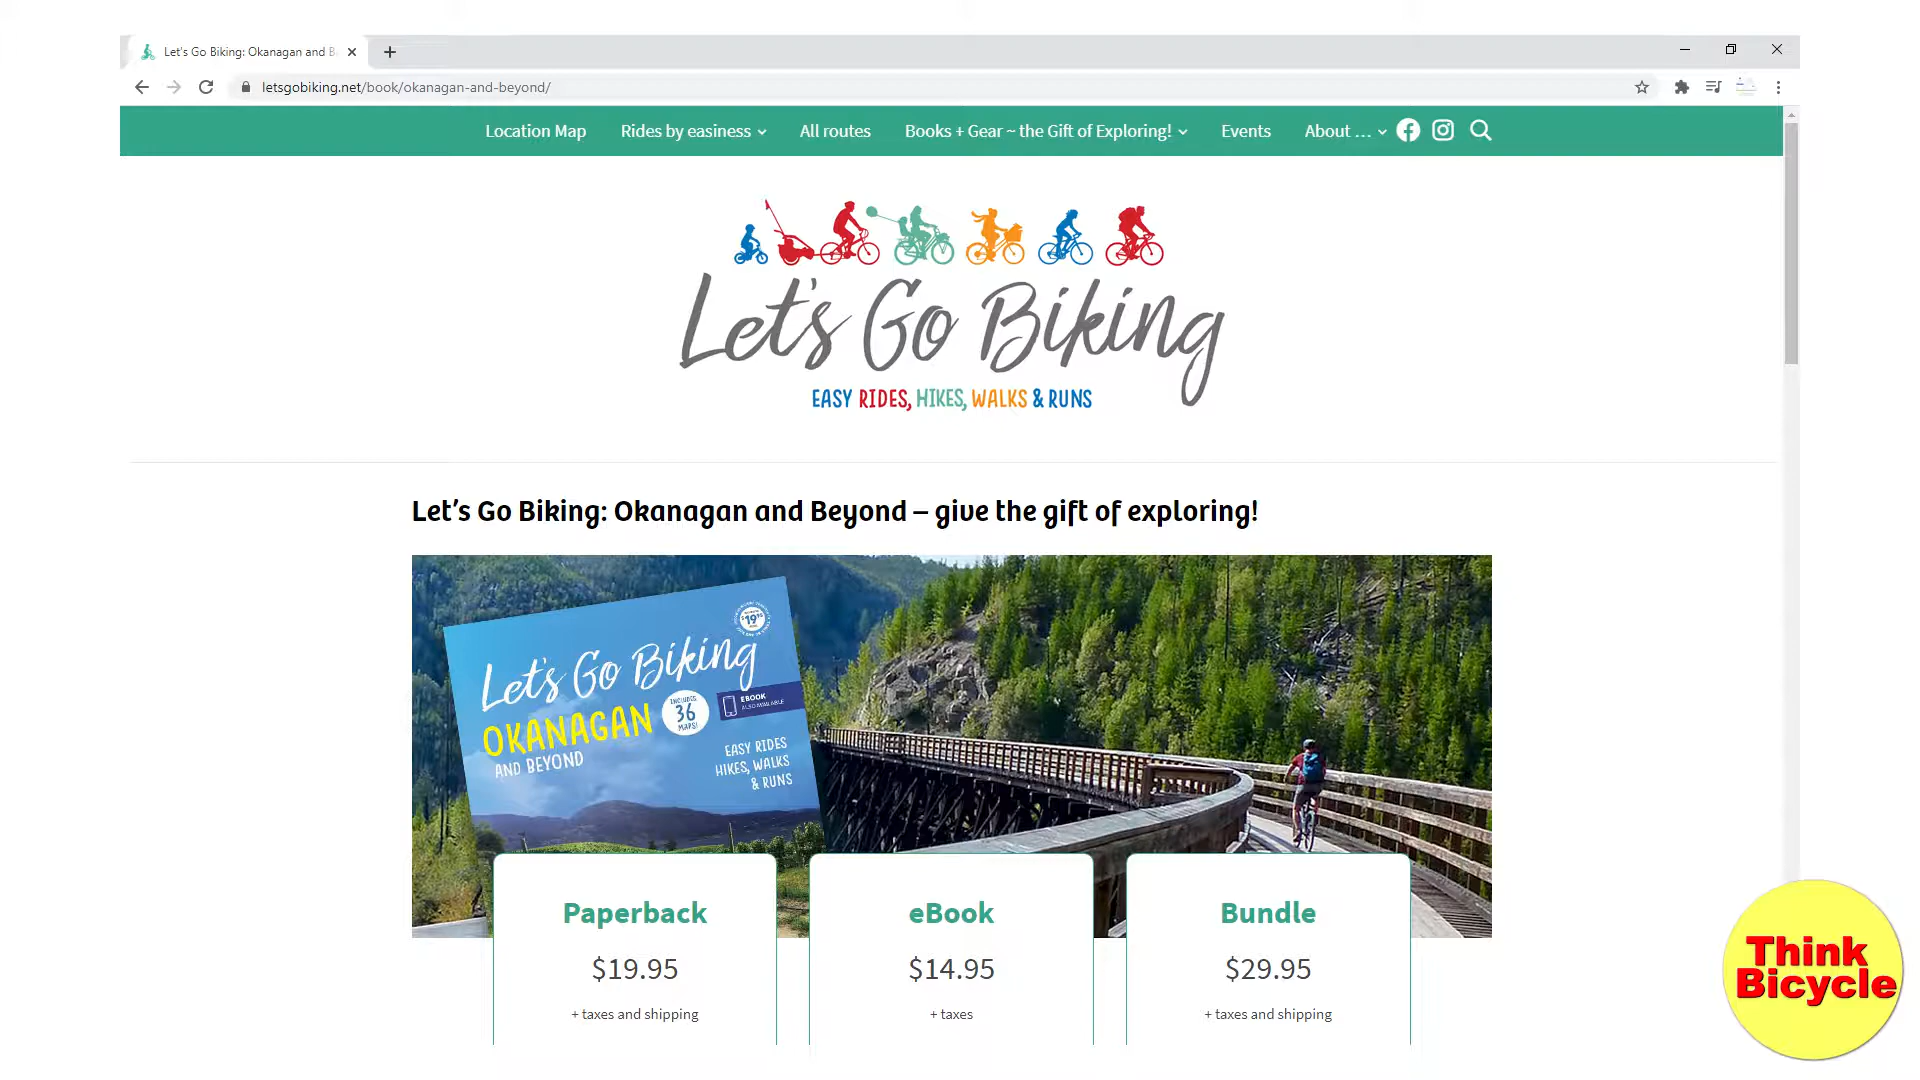 Let's Go Biking: Okanagan and B
letsgobiking.net/book/okanagan-and-beyond/
Location Map Rides by easiness All routes Books + Gear ~ the Gift of Exploring! Events About ...
Let's Go Biking
EASY RIDES, HIKES, WALKS & RUNS
Let's Go Biking: Okanagan and Beyond – give the gift of exploring!
$19.95
Let's Go Biking
OKANAGAN
AND BEYOND
INCLUDES
36
MAPS!
EBOOK
ALSO AVAILABLE
EASY RIDES
HIKES, WALKS
& RUNS
Paperback eBook Bundle
$19.95 $14.95 $29.95
+ taxes and shipping + taxes + taxes and shipping
Think
Bicycle